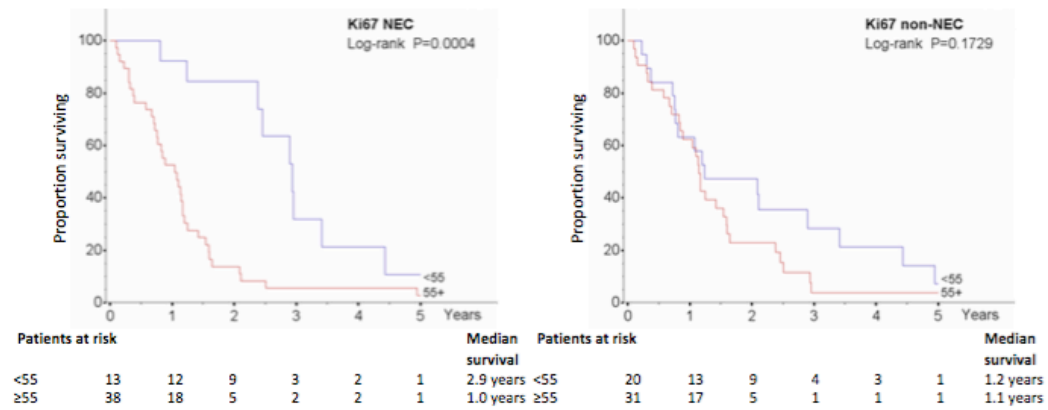 Ki67 NEC
Log-rank P=0.0004
Proportion surviving
100
80
60
40
20
0
<55
55+
0 1 2 3 4 5 Years
Patients at risk Median survival
<55 13 12 9 3 2 1 2.9 years
≥55 38 18 5 2 2 1 1.0 years
Ki67 non-NEC
Log-rank P=0.1729
Proportion surviving
100
80
60
40
20
0
<55
55+
0 1 2 3 4 5 Years
Patients at risk Median survival
<55 20 13 9 4 3 1 1.2 years
≥55 31 17 5 1 1 1 1.1 years